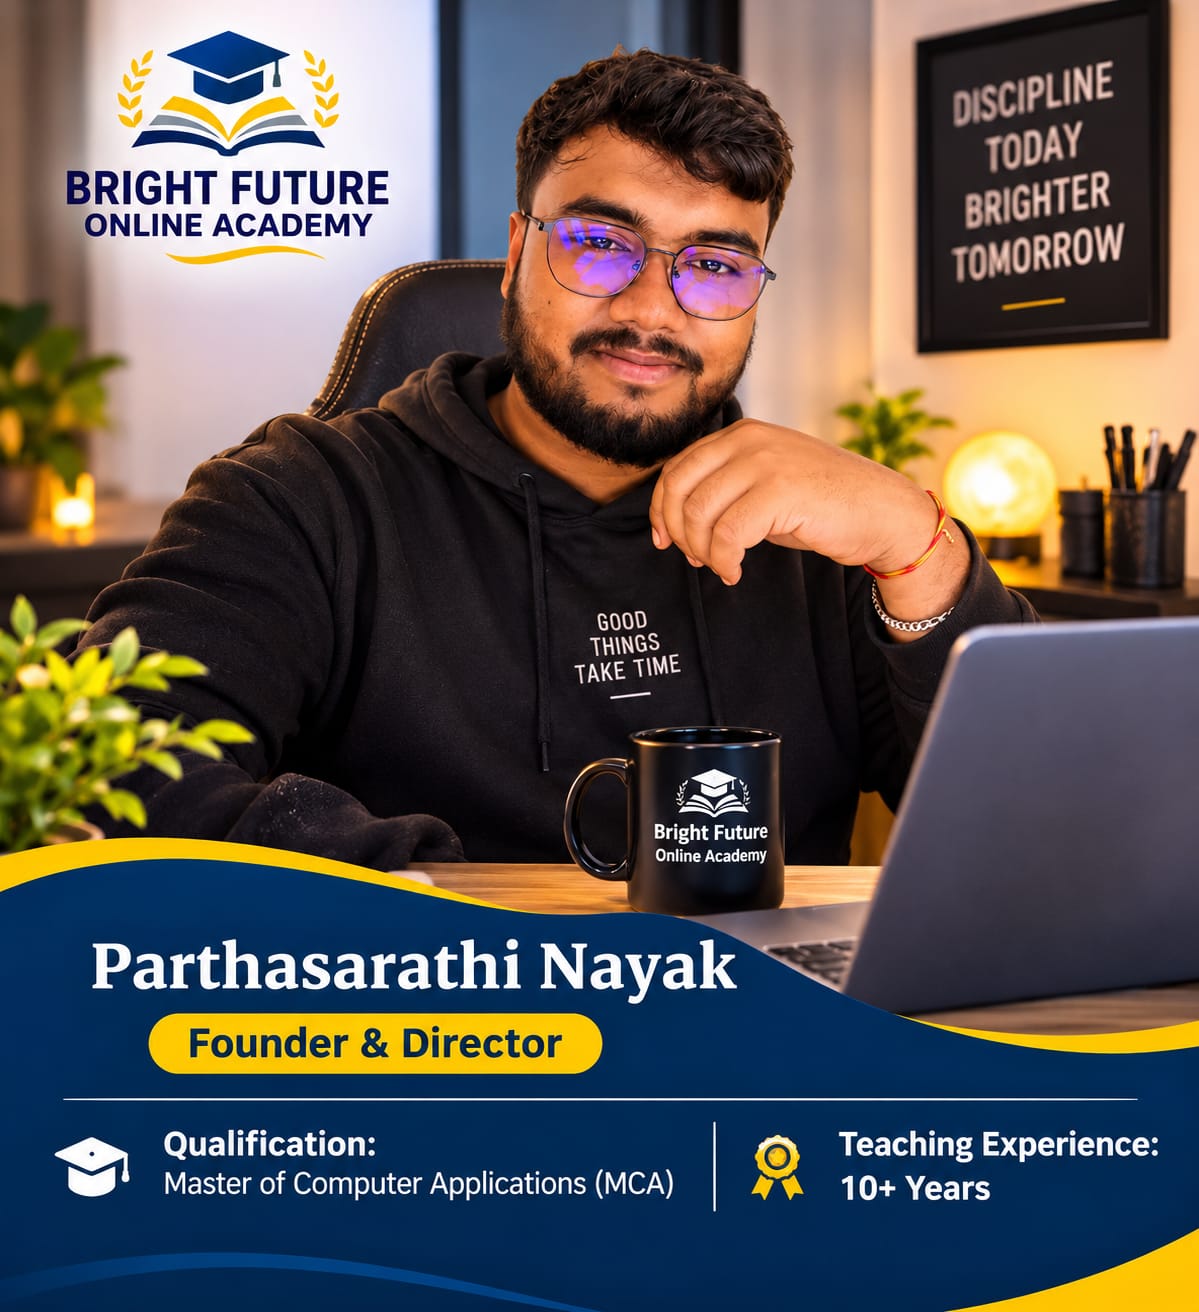 BRIGHT FUTURE
ONLINE ACADEMY
DISCIPLINE
TODAY
BRIGHTER
TOMORROW
GOOD
THINGS
TAKE TIME
Bright Future
Online Academy
Parthasarathi Nayak
Founder & Director
Qualification:
Master of Computer Applications (MCA)
Teaching Experience:
10+ Years